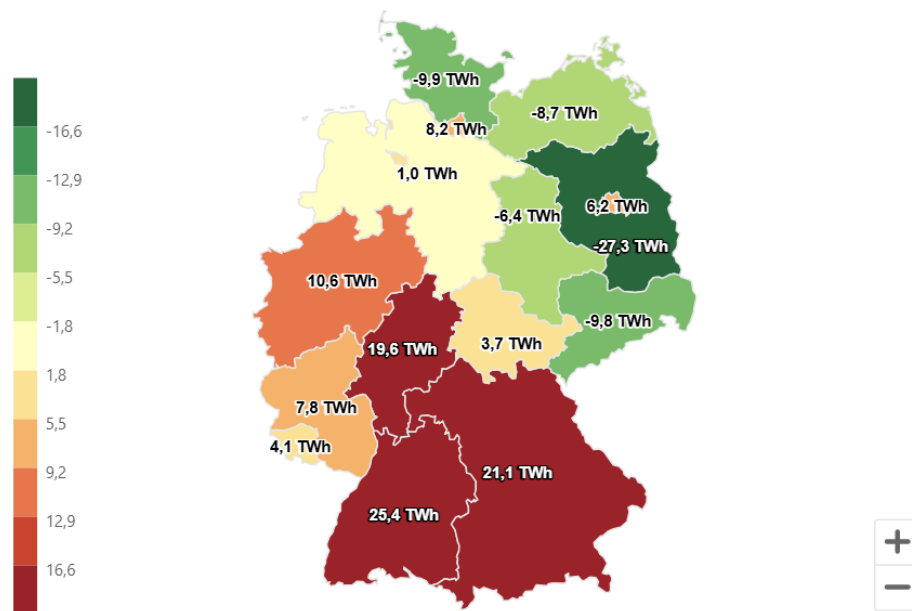 -16,6
-12,9
-9,2
-5,5
-1,8
1,8
5,5
9,2
12,9
16,6
-9,9 TWh
-8,7 TWh
8,2 TWh
1,0 TWh
6,2 TWh
-6,4 TWh
-27,3 TWh
10,6 TWh
-9,8 TWh
3,7 TWh
19,6 TWh
7,8 TWh
4,1 TWh
21,1 TWh
25,4 TWh
+
−